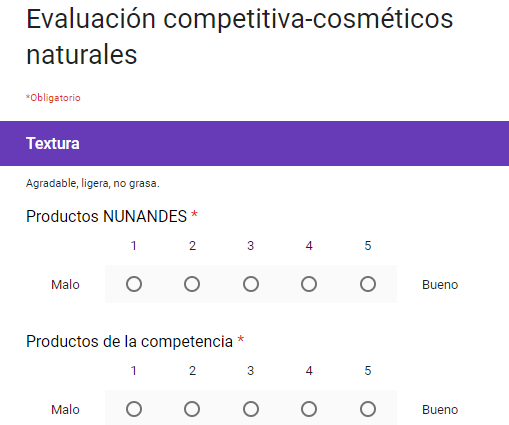 Evaluación competitiva-cosméticos
naturales
*Obligatorio
Textura
Agradable, ligera, no grasa.
Productos NUNANDES *
1 2 3 4 5
Malo Bueno
Productos de la competencia *
1 2 3 4 5
Malo Bueno